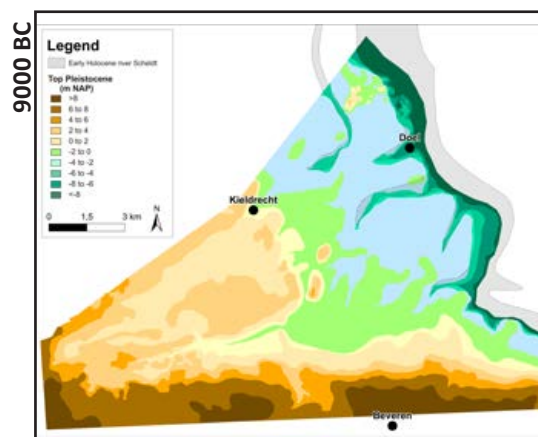 9000 BC
Legend
Early Holocene river Scheldt
Top Pleistocene
(m NAP)
>8
6 to 8
4 to 6
2 to 4
0 to 2
-2 to 0
-4 to -2
-6 to -4
-8 to -6
<-8
0 1,5 3 km
N
Doel
Kieldrecht
Beveren